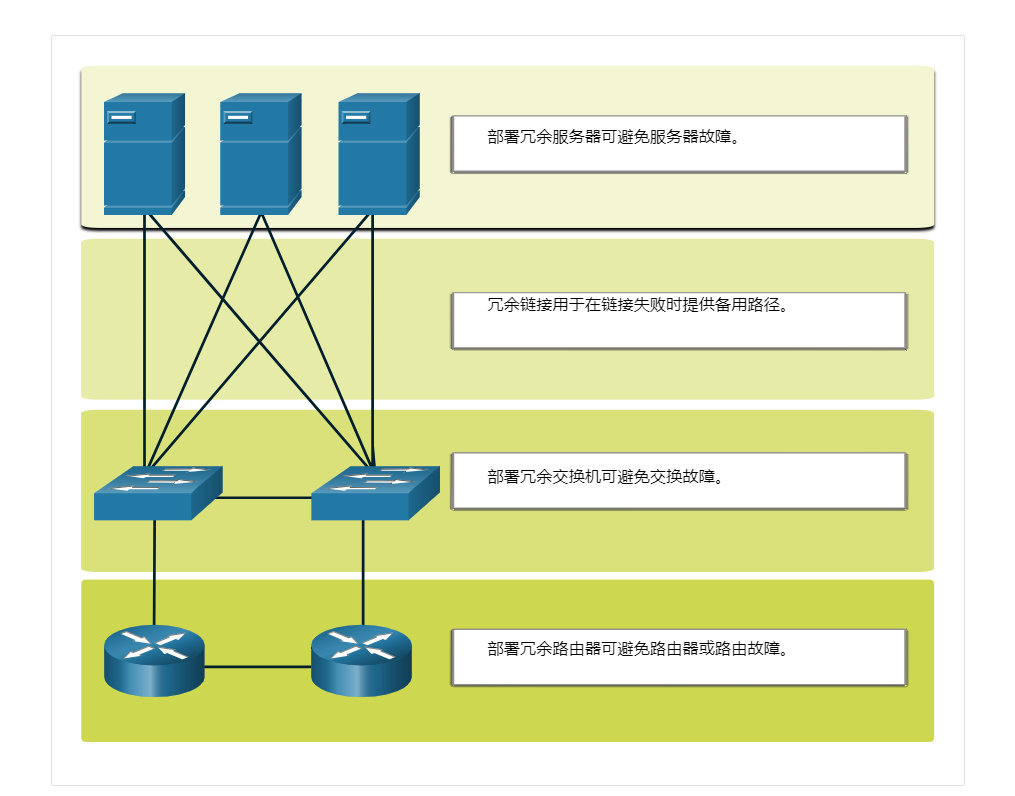 部署冗余服务器可避免服务器故障。
冗余链接用于在链接失败时提供备用路径。
部署冗余交换机可避免交换故障。
部署冗余路由器可避免路由器或路由故障。